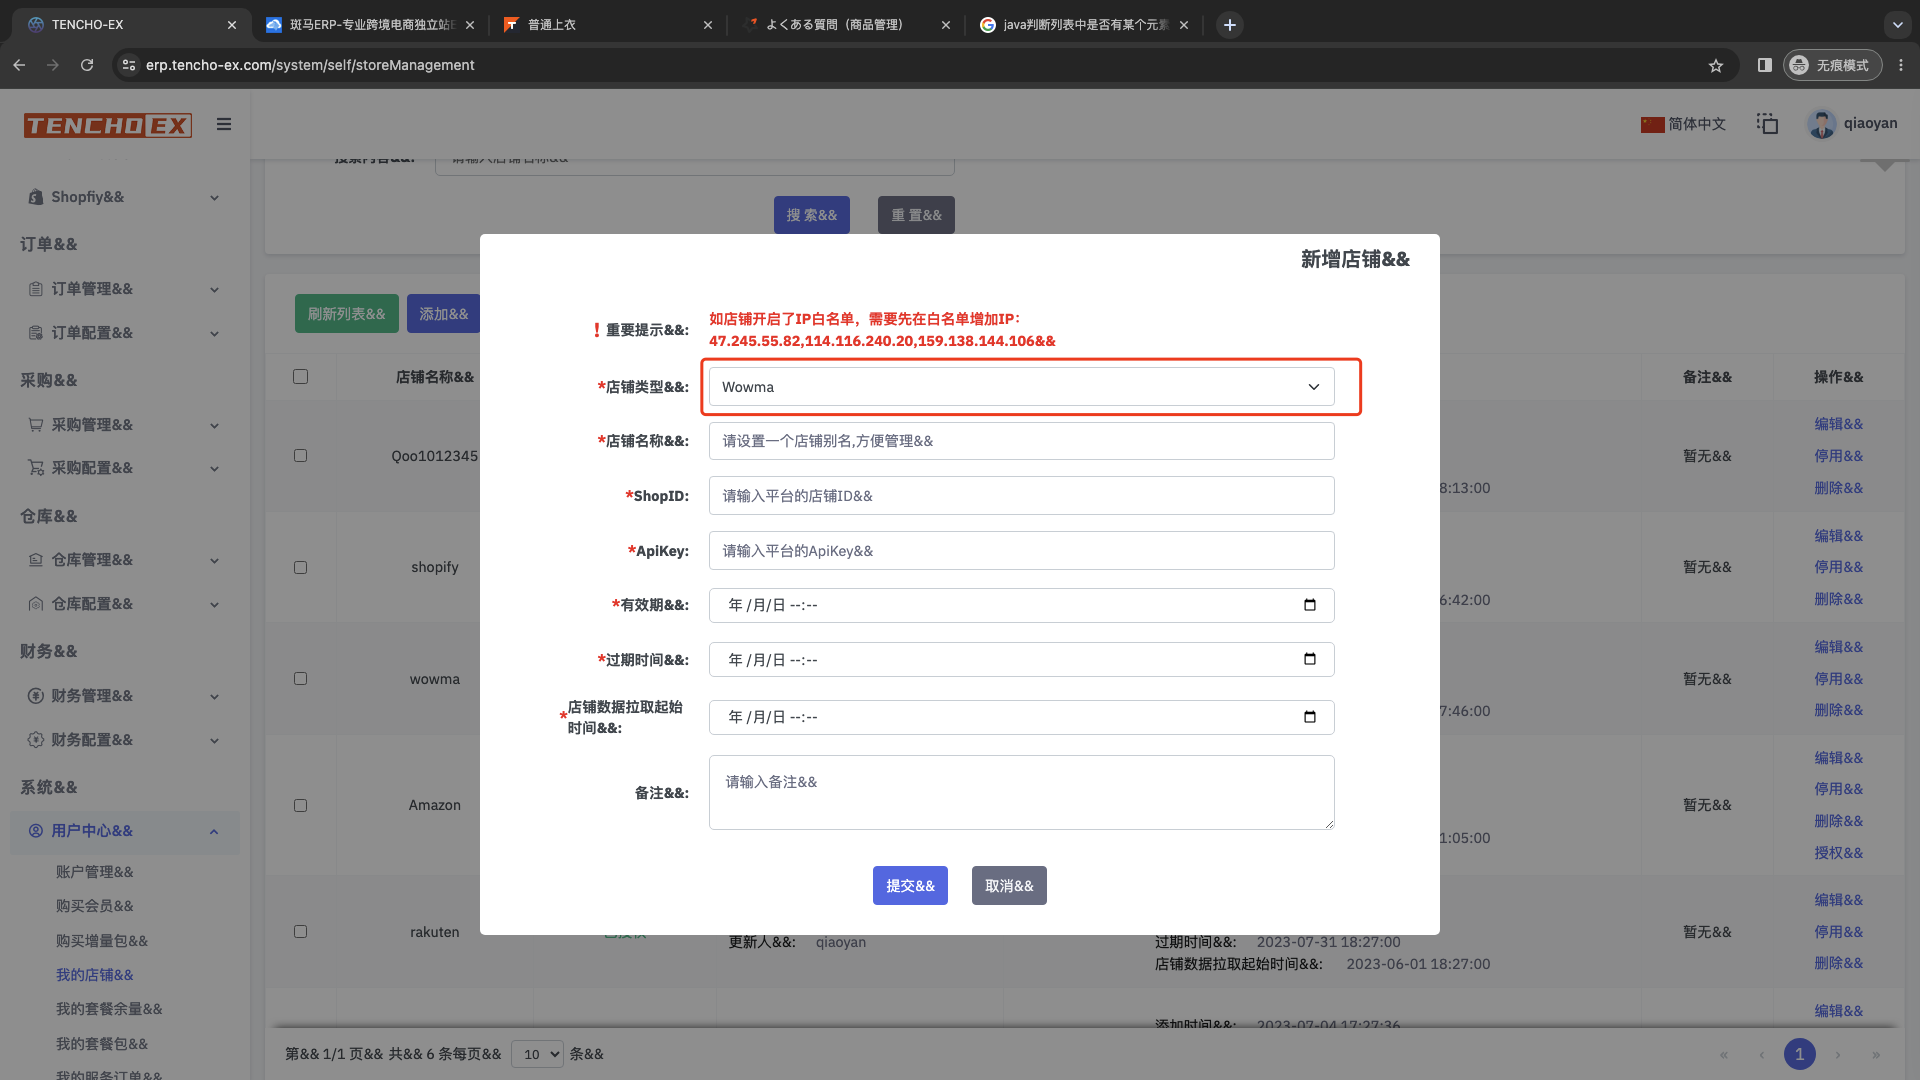 TENCHO-EX
斑马ERP-专业跨境电商独立站E
普通上衣
よくある質問（商品管理）
java判断列表中是否有某个元素
erp.tencho-ex.com/system/self/storeManagement
无痕模式
TENCHO EX
简体中文
qiaoyan
搜索内容&&:
请输入店铺名称&&
搜 索&&
重 置&&
Shopfiy&&
订单&&
订单管理&&
订单配置&&
采购&&
采购管理&&
采购配置&&
仓库&&
仓库管理&&
仓库配置&&
财务&&
财务管理&&
财务配置&&
系统&&
用户中心&&
账户管理&&
购买会员&&
购买增量包&&
我的店铺&&
我的套餐余量&&
我的套餐包&&
我的服务订单&&
刷新列表&&
添加&&
店铺名称&&
备注&&
操作&&
Qoo1012345
8:13:00
暂无&&
编辑&&
停用&&
删除&&
shopify
6:42:00
暂无&&
编辑&&
停用&&
删除&&
wowma
7:46:00
暂无&&
编辑&&
停用&&
删除&&
Amazon
1:05:00
暂无&&
编辑&&
停用&&
删除&&
授权&&
rakuten
更新人&&: qiaoyan
过期时间&&: 2023-07-31 18:27:00
店铺数据拉取起始时间&&: 2023-06-01 18:27:00
暂无&&
编辑&&
停用&&
删除&&
添加时间&&: 2023-07-04 17:27:36
编辑&&
新增店铺&&
❗重要提示&&:
如店铺开启了IP白名单，需要先在白名单增加IP：
47.245.55.82,114.116.240.20,159.138.144.106&&
*店铺类型&&:
Wowma
*店铺名称&&:
请设置一个店铺别名,方便管理&&
*ShopID:
请输入平台的店铺ID&&
*ApiKey:
请输入平台的ApiKey&&
*有效期&&:
年 /月/日 --:--
*过期时间&&:
年 /月/日 --:--
*店铺数据拉取起始
时间&&:
年 /月/日 --:--
备注&&:
请输入备注&&
提交&&
取消&&
第&& 1/1 页&& 共&& 6 条每页&& 10 条&&
« ‹ 1 › »